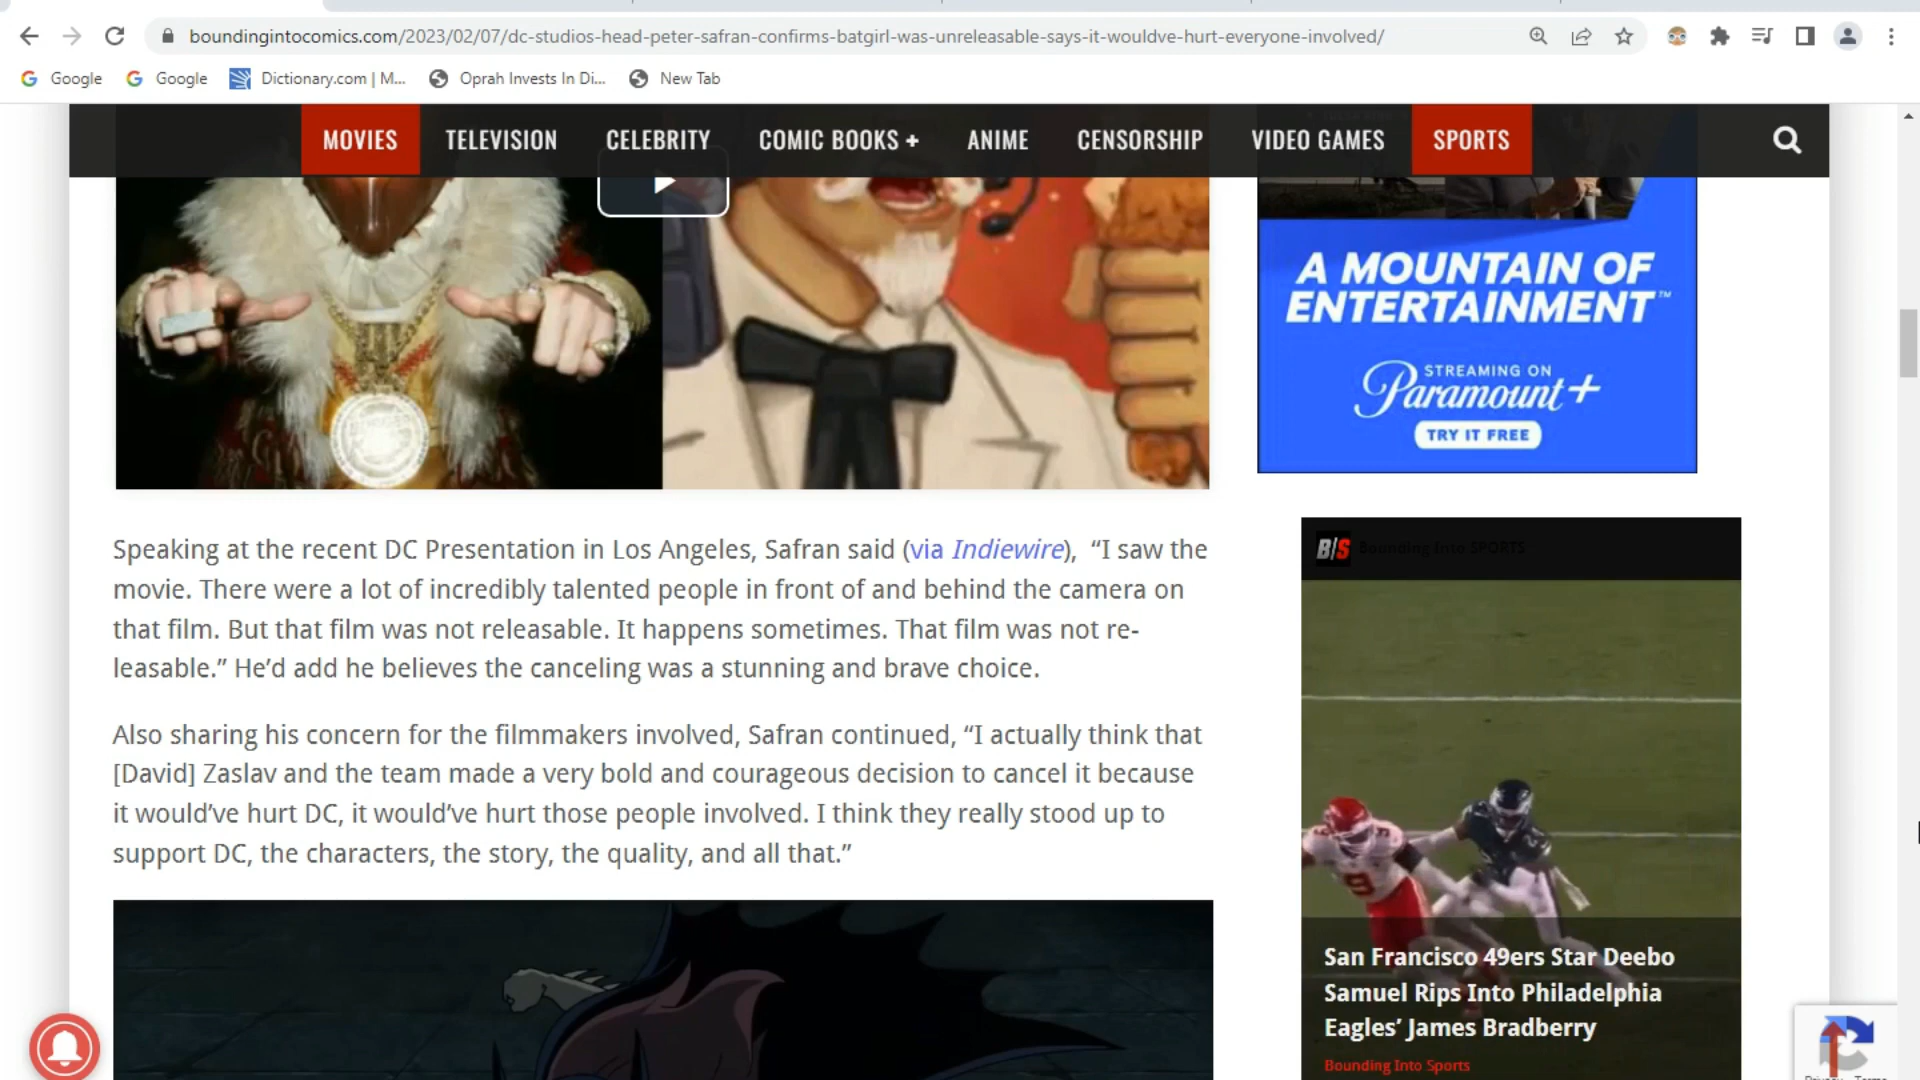 boundingintocomics.com/2023/02/07/dc-studios-head-peter-safran-confirms-batgirl-was-unreleasable-says-it-wouldve-hurt-everyone-involved/
Google
Google
Dictionary.com | M...
Oprah Invests In Di...
New Tab
MOVIES
TELEVISION
CELEBRITY
COMIC BOOKS +
ANIME
CENSORSHIP
VIDEO GAMES
SPORTS
A MOUNTAIN OF
ENTERTAINMENT™
STREAMING ON
Paramount+
TRY IT FREE
Speaking at the recent DC Presentation in Los Angeles, Safran said (via Indiewire), “I saw the
movie. There were a lot of incredibly talented people in front of and behind the camera on
that film. But that film was not releasable. It happens sometimes. That film was not re-
leasable.” He’d add he believes the canceling was a stunning and brave choice.
Also sharing his concern for the filmmakers involved, Safran continued, “I actually think that
[David] Zaslav and the team made a very bold and courageous decision to cancel it because
it would’ve hurt DC, it would’ve hurt those people involved. I think they really stood up to
support DC, the characters, the story, the quality, and all that.”
B/S Bounding Into SPORTS
9
San Francisco 49ers Star Deebo
Samuel Rips Into Philadelphia
Eagles’ James Bradberry
Bounding Into Sports